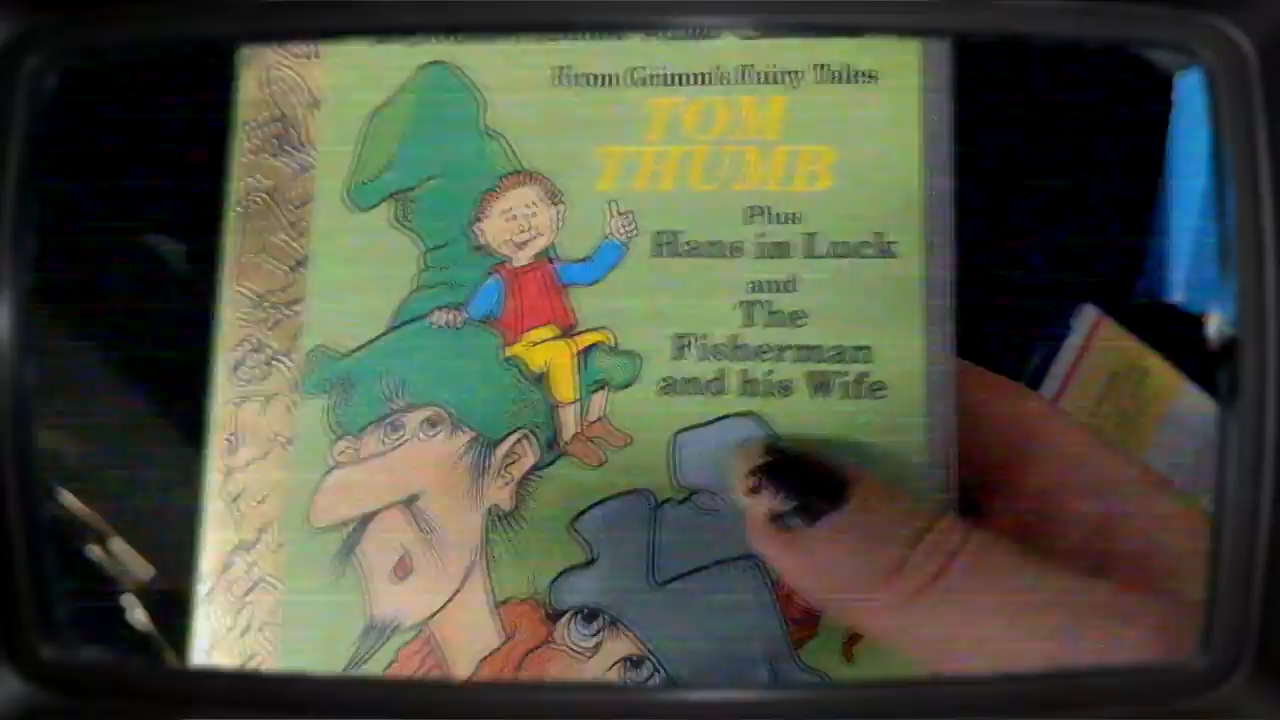 From Grimm's Fairy Tales
TOM
THUMB
Plus
Hans in Luck
and
The
Fisherman
and his Wife